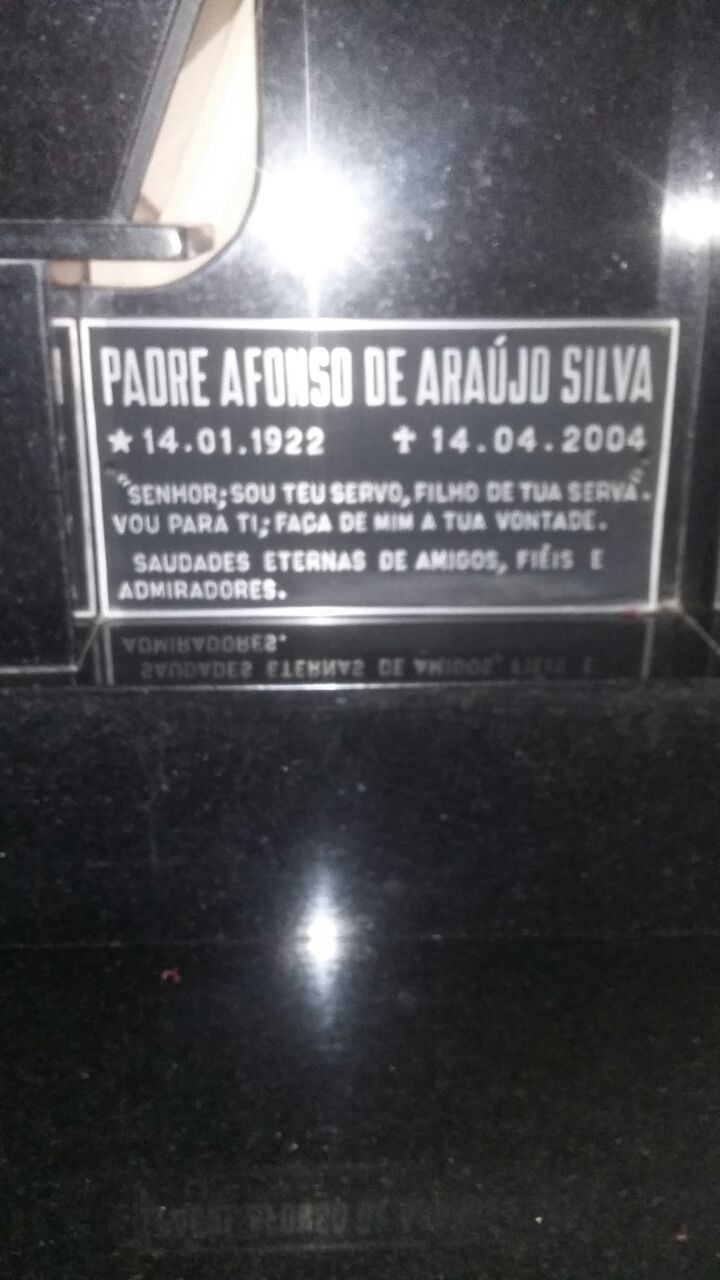 PADRE AFONSO DE ARAÚJO SILVA
★ 14.01.1922 ✝ 14.04.2004
"SENHOR; SOU TEU SERVO, FILHO DE TUA SERVA".
VOU PARA TI; FAÇA DE MIM A TUA VONTADE.
SAUDADES ETERNAS DE AMIGOS, FIÉIS E
ADMIRADORES.